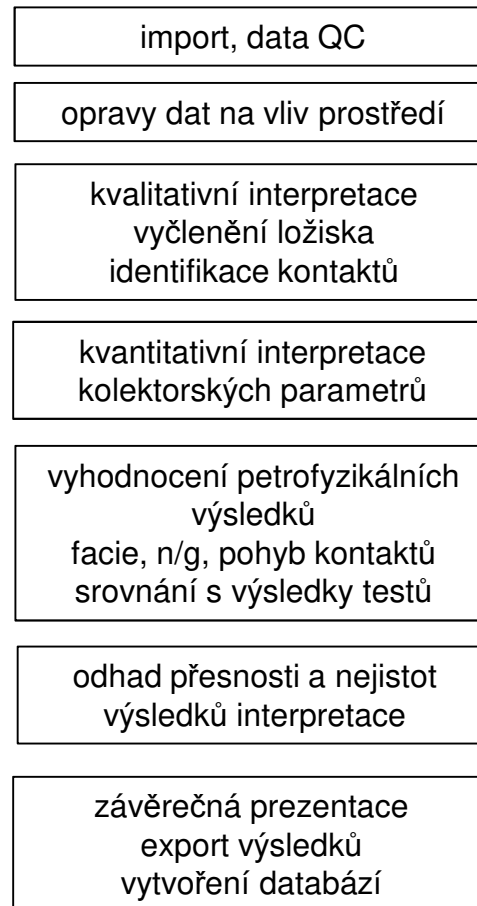 import, data QC
opravy dat na vliv prostředí
kvalitativní interpretace
vyčlenění ložiska
identifikace kontaktů
kvantitativní interpretace
kolektorských parametrů
vyhodnocení petrofyzikálních
výsledků
facie, n/g, pohyb kontaktů
srovnání s výsledky testů
odhad přesnosti a nejistot
výsledků interpretace
závěrečná prezentace
export výsledků
vytvoření databází